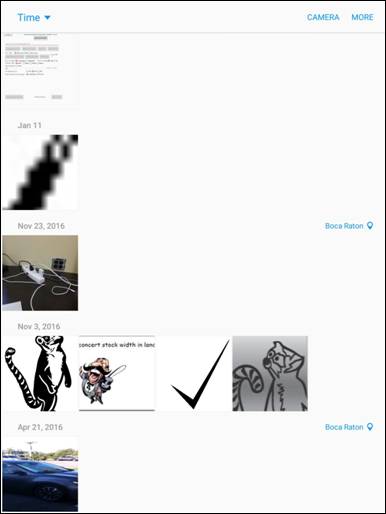 Time
CAMERA
MORE
Jan 11
Nov 23, 2016
Boca Raton
Nov 3, 2016
concert stock width in land
Apr 21, 2016
Boca Raton